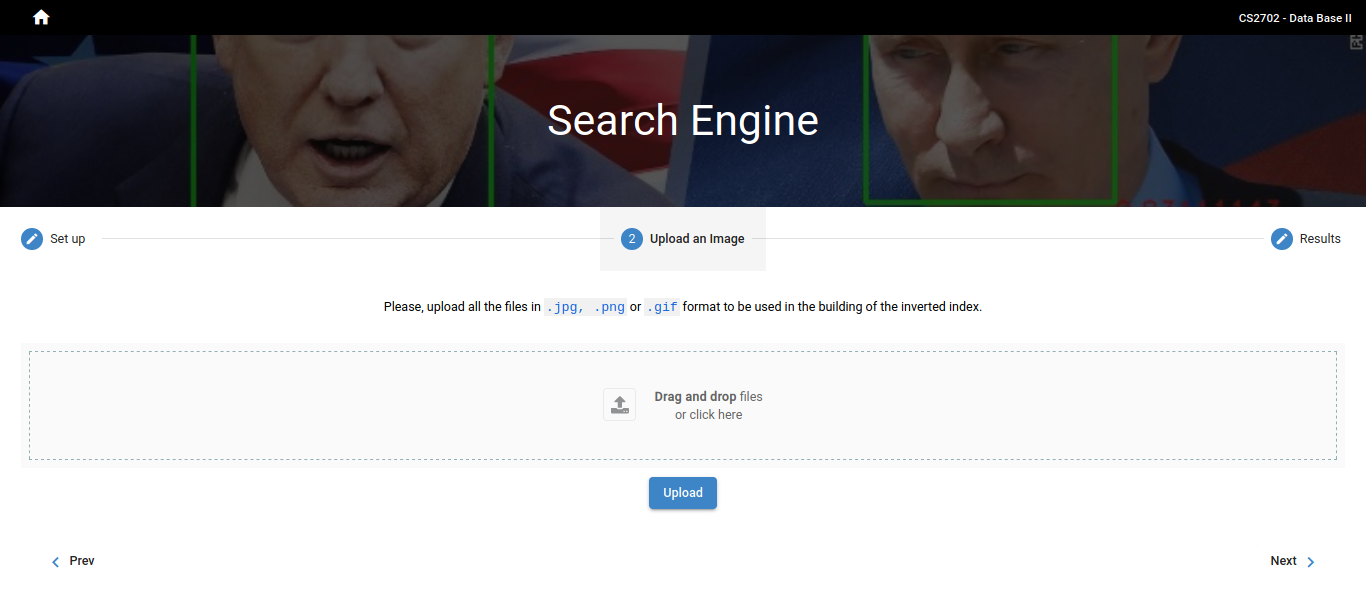 CS2702 - Data Base II
Search Engine
Set up
2 Upload an Image
Results
Please, upload all the files in .jpg, .png or .gif format to be used in the building of the inverted index.
Drag and drop files
or click here
Upload
Prev
Next